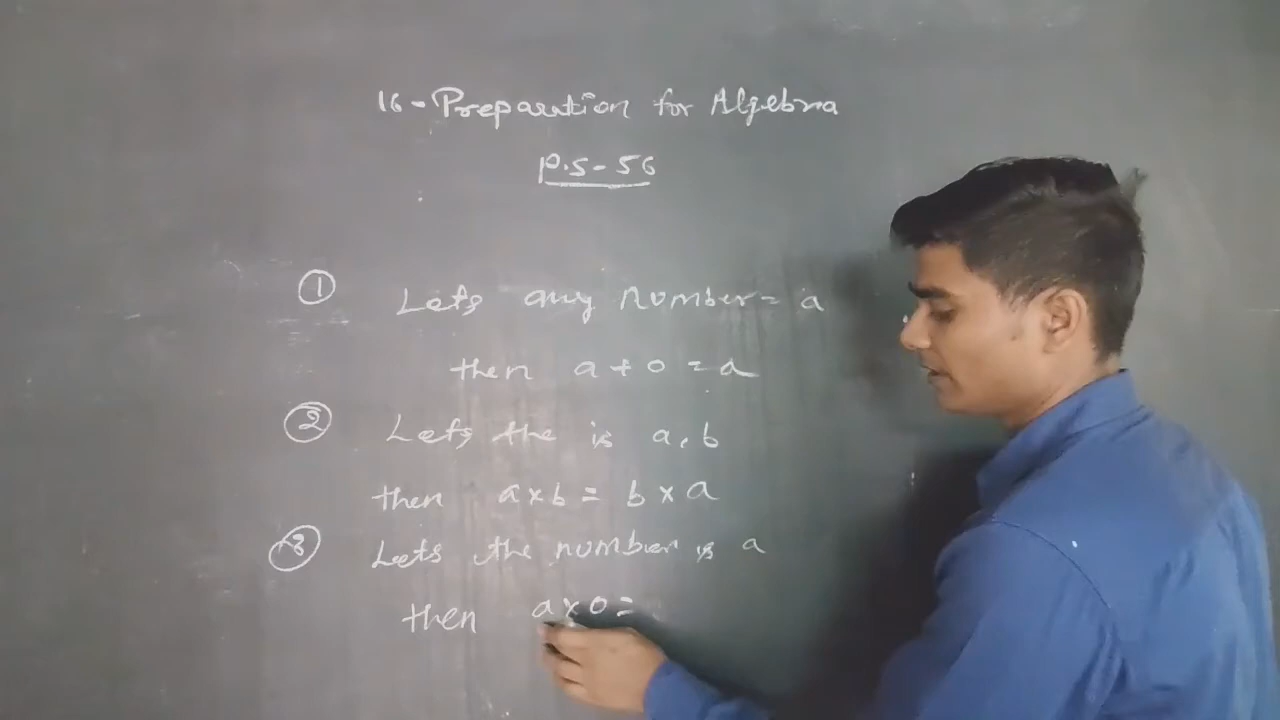 16-Preparation for Algebra
P.S-56
① Lets any number= a
then a + 0 = a
② Lets the is a, b
then a x b = b x a
③ Lets the number is a
then a x 0 =